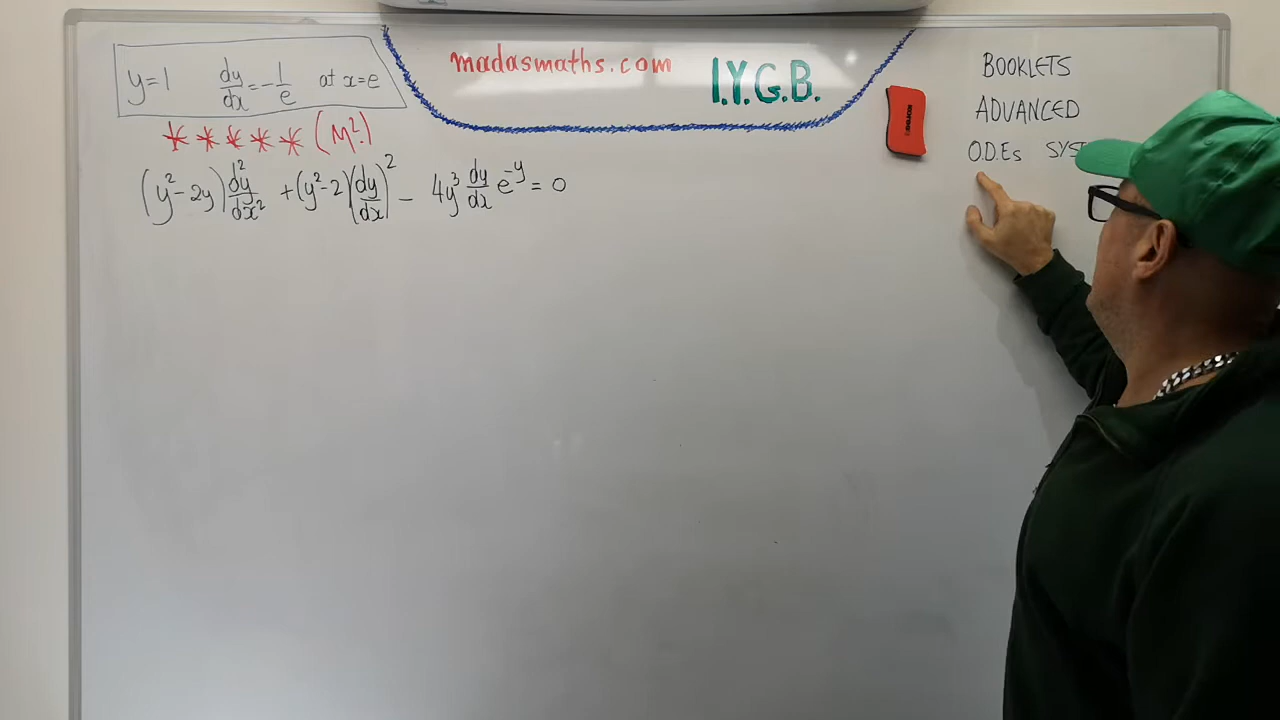 y=1 dy/dx = -1/e at x=e
madasmaths.com
I.Y.G.B.
***** (M².)
(y²-2y) d²y/dx² + (y²-2)(dy/dx)² - 4y³ dy/dx e^-y = 0
BOOKLETS
ADVANCED
O.D.Es